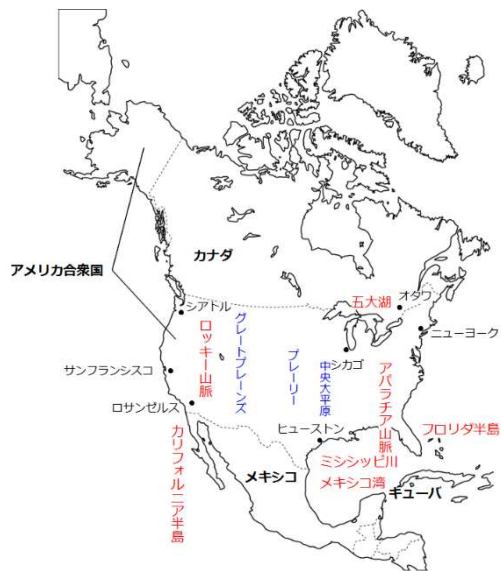 カナダ
アメリカ合衆国
五大湖
オタワ
シアトル
グレートプレーンズ
ロッキー山脈
ニューヨーク
プレーリー
中央大平原
シカゴ
アパラチア山脈
サンフランシスコ
ロサンゼルス
カリフォルニア半島
ヒューストン
フロリダ半島
ミシシッピ川
メキシコ
メキシコ湾
キューバ